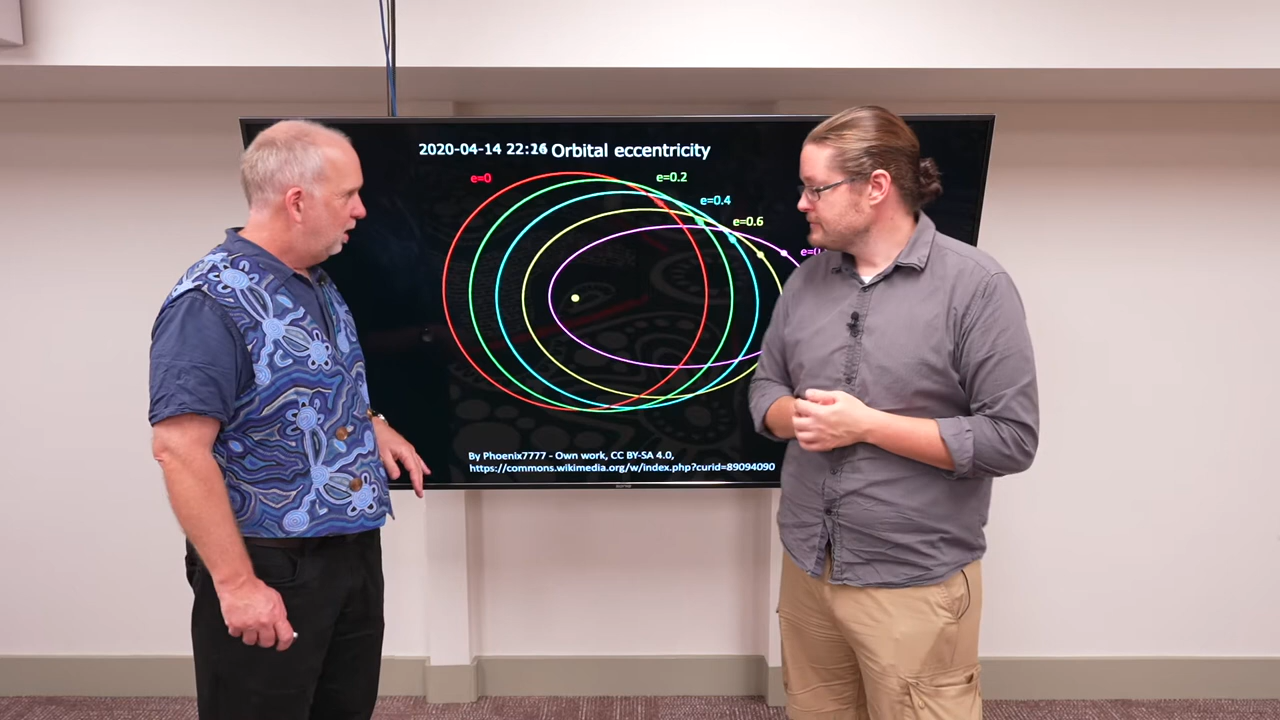 2020-04-14 22:26 Orbital eccentricity
e=0
e=0.2
e=0.4
e=0.6
By Phoenix7777 - Own work, CC BY-SA 4.0,
https://commons.wikimedia.org/w/index.php?curid=89094090